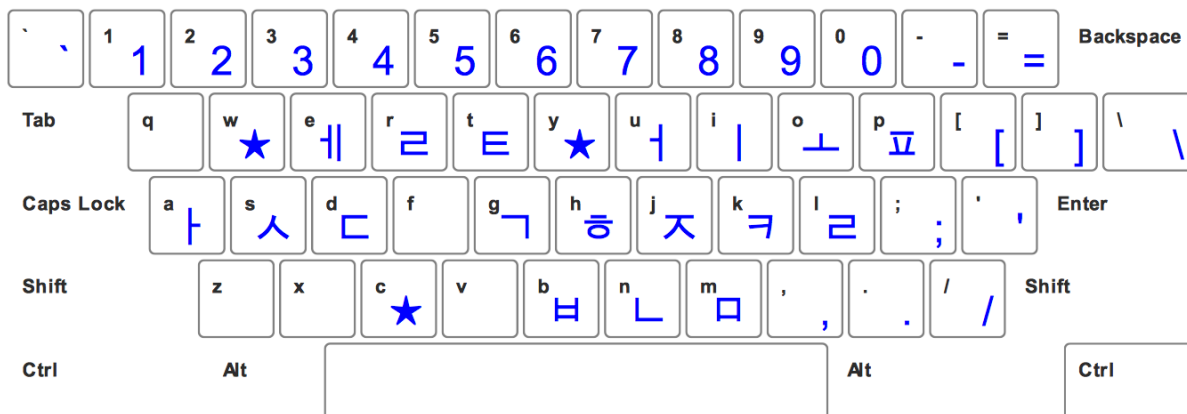 ` ` 1 1 2 2 3 3 4 4 5 5 6 6 7 7 8 8 9 9 0 0 - - = = Backspace
Tab q w ★ e ㅔ r ㄹ t ㅌ y ★ u ㅓ i ㅣ o ㅗ p ㅍ [ [ ] ] \ \
Caps Lock a ㅏ s ㅅ d ㄷ f g ㄱ h ㅎ j ㅈ k ㅋ l ㄹ ; ; ' ' Enter
Shift z x c ★ v b ㅂ n ㄴ m ㅁ , , . . / / Shift
Ctrl Alt Alt Ctrl